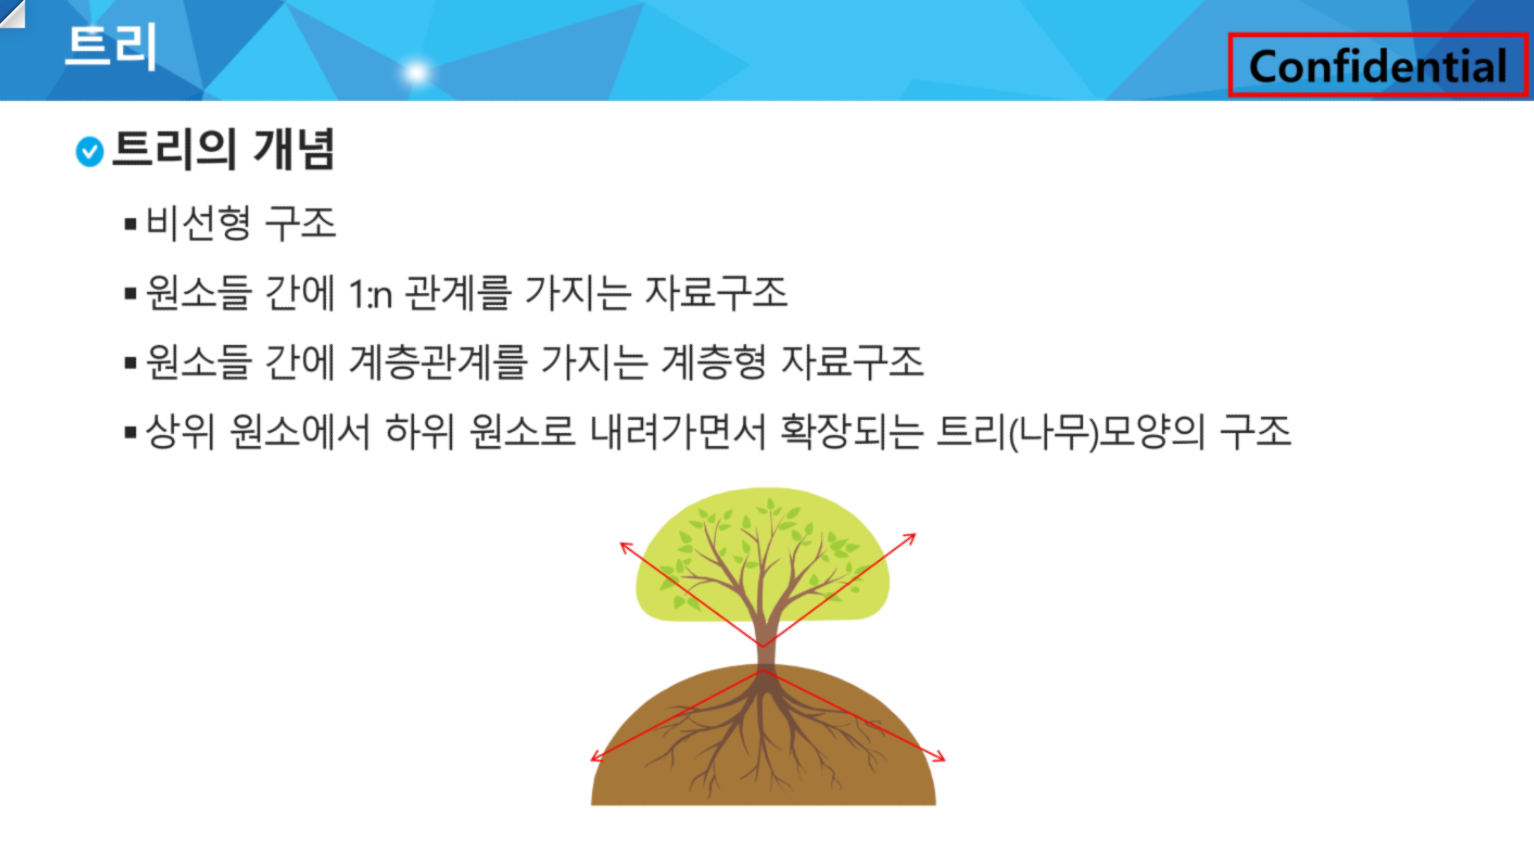 트리
Confidential
트리의 개념
▪ 비선형 구조
▪ 원소들 간에 1:n 관계를 가지는 자료구조
▪ 원소들 간에 계층관계를 가지는 계층형 자료구조
▪ 상위 원소에서 하위 원소로 내려가면서 확장되는 트리(나무)모양의 구조